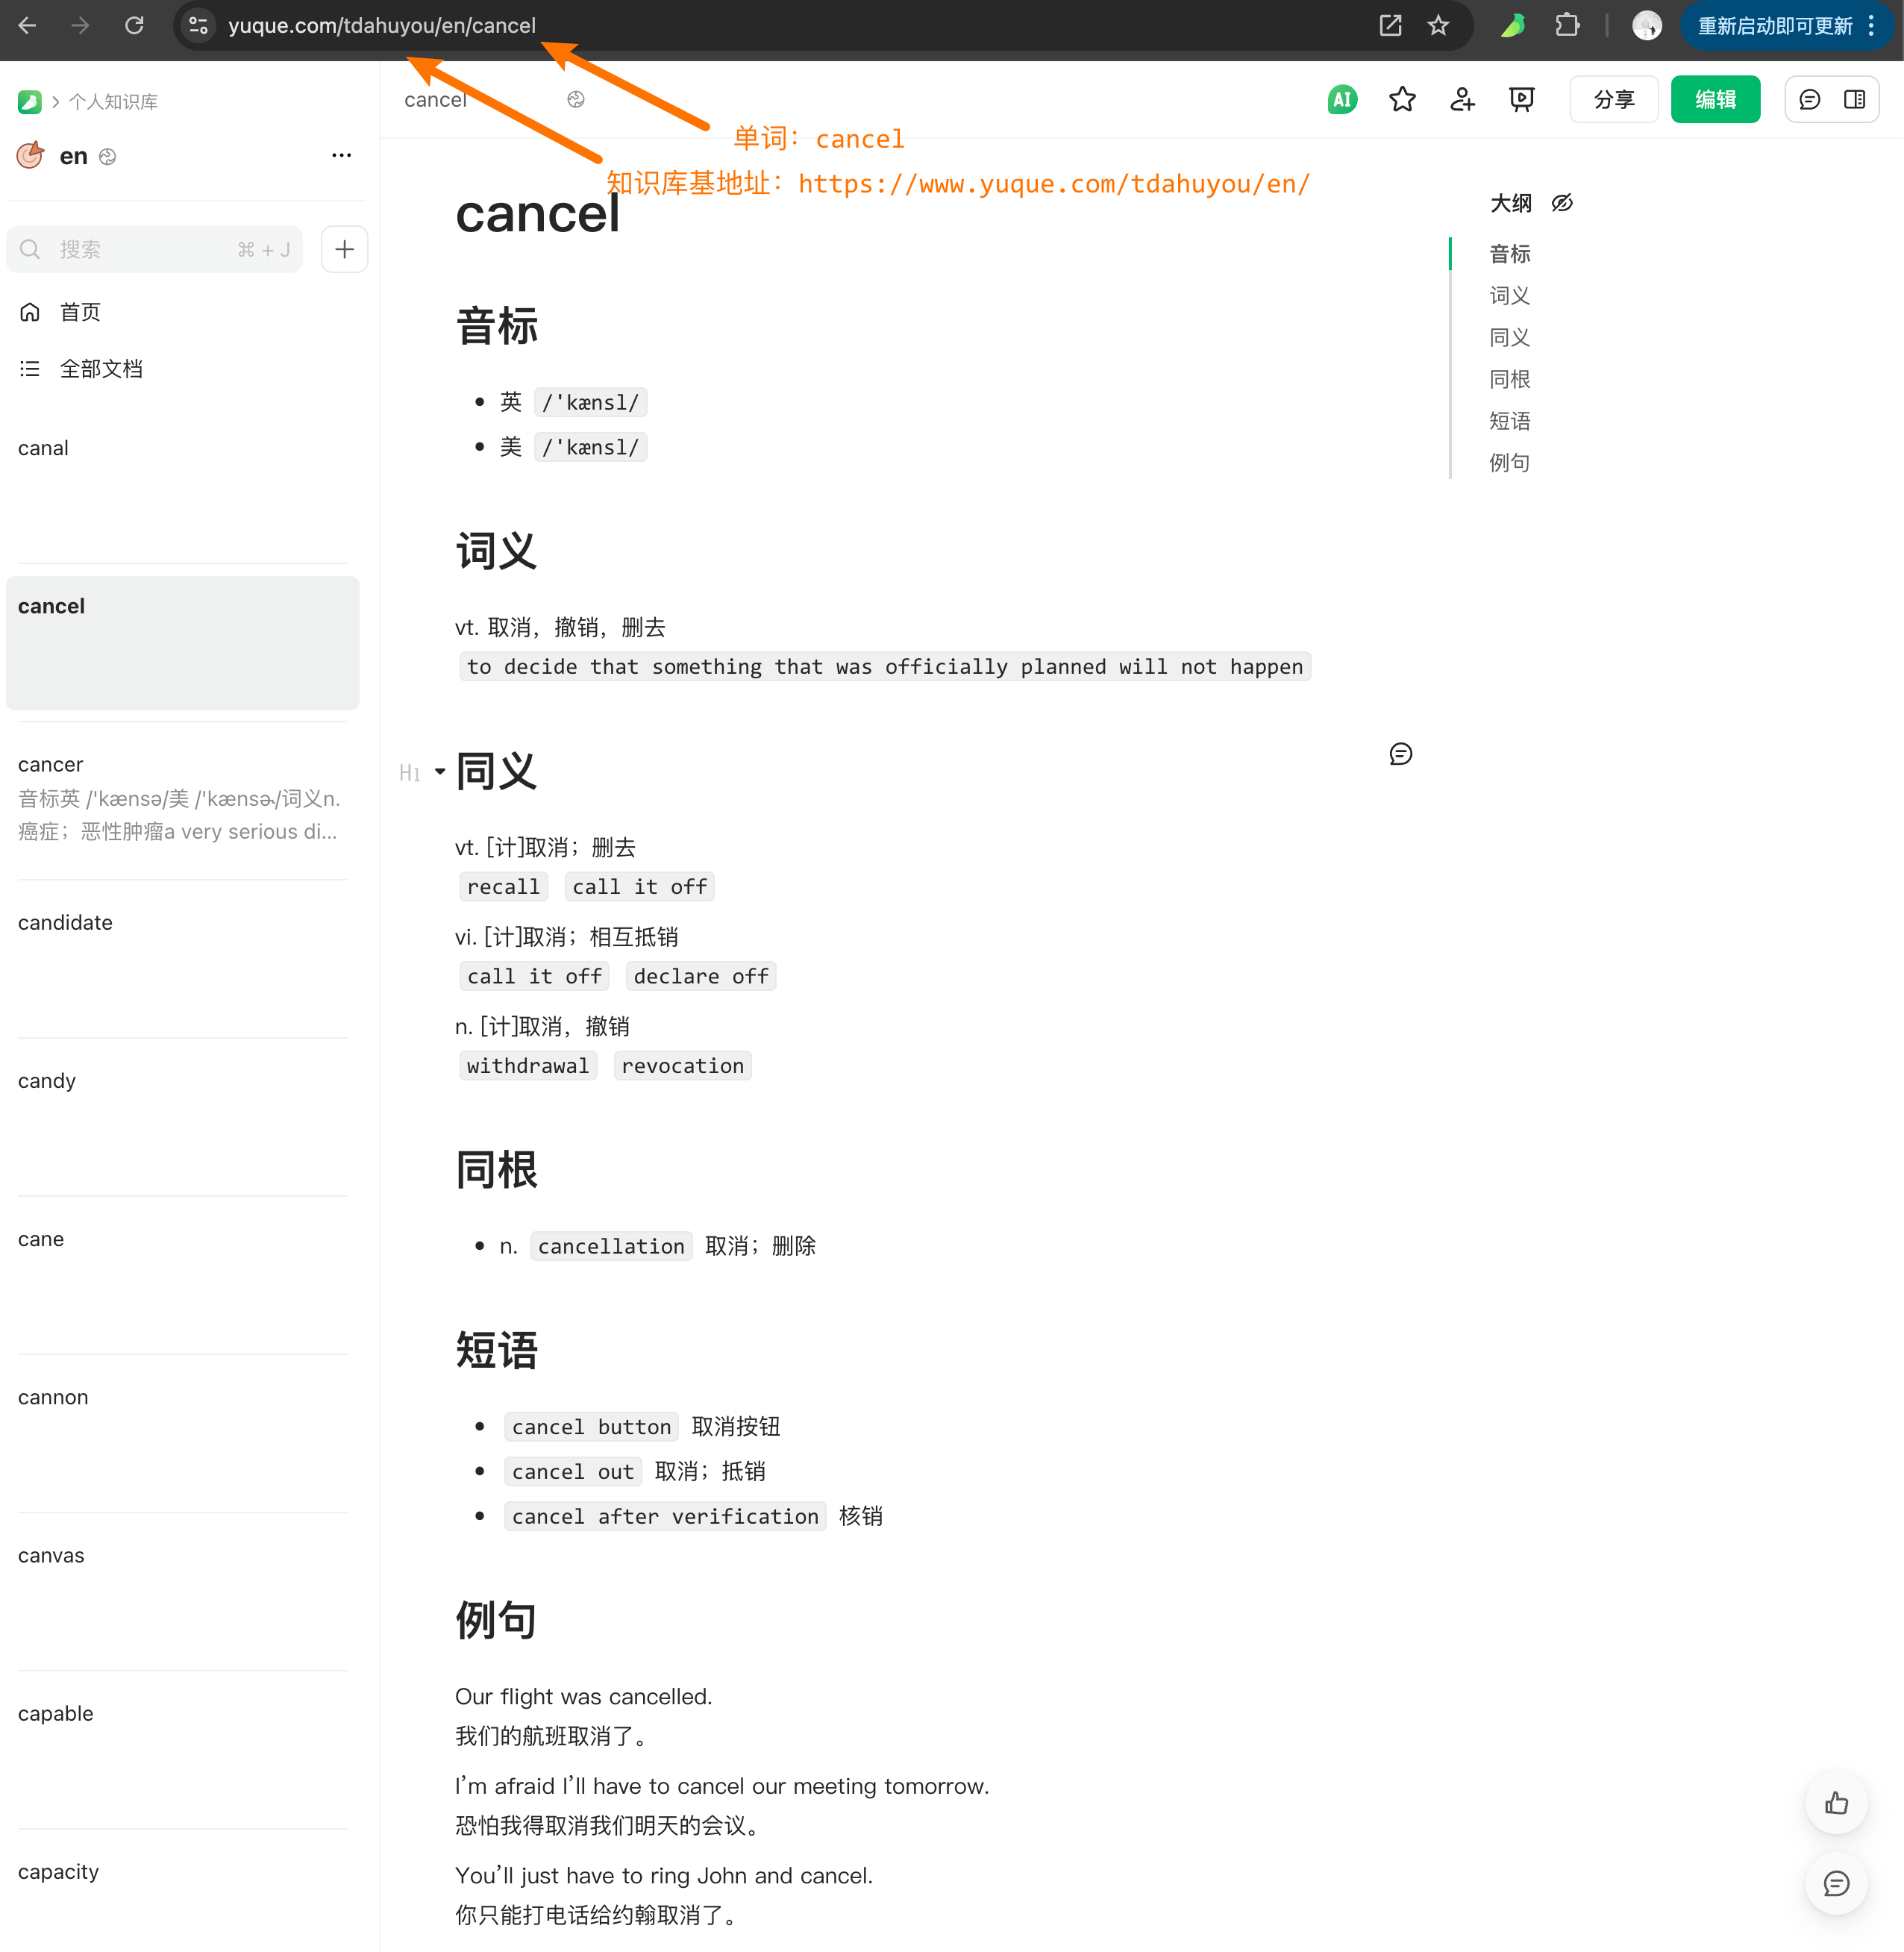 yuque.com/tdahuyou/en/cancel
重新启动即可更新
个人知识库
en
搜索 ⌘ + J
首页
全部文档
canal
cancel
cancer
音标英 /'kænsə/美 /'kænsɚ/词义n.
癌症；恶性肿瘤a very serious di...
candidate
candy
cane
cannon
canvas
capable
capacity
cancel
AI
分享
编辑
单词：cancel
知识库基地址：https://www.yuque.com/tdahuyou/en/
cancel
音标
英 /'kænsl/
美 /'kænsl/
词义
vt. 取消，撤销，删去
to decide that something that was officially planned will not happen
H1 同义
vt. [计]取消；删去
recall call it off
vi. [计]取消；相互抵销
call it off declare off
n. [计]取消，撤销
withdrawal revocation
同根
n. cancellation 取消；删除
短语
cancel button 取消按钮
cancel out 取消；抵销
cancel after verification 核销
例句
Our flight was cancelled.
我们的航班取消了。
I’m afraid I’ll have to cancel our meeting tomorrow.
恐怕我得取消我们明天的会议。
You’ll just have to ring John and cancel.
你只能打电话给约翰取消了。
大纲
音标
词义
同义
同根
短语
例句